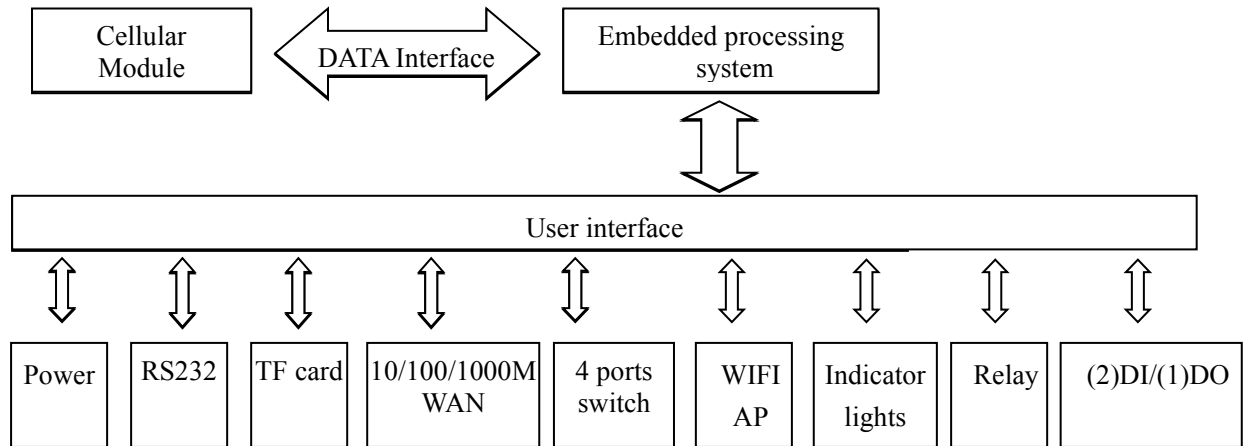 Cellular
Module
DATA Interface
Embedded processing
system
User interface
Power
RS232
TF card
10/100/1000M
WAN
4 ports
switch
WIFI
AP
Indicator
lights
Relay
(2)DI/(1)DO